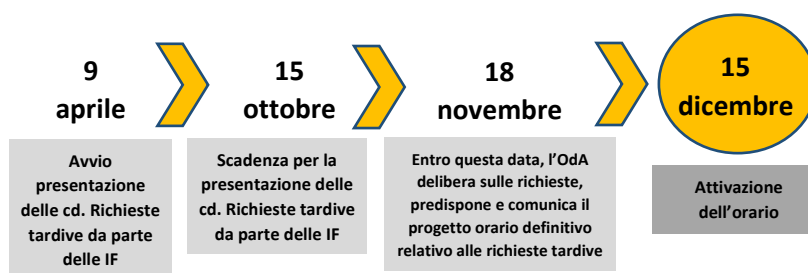 9
aprile
Avvio
presentazione
delle cd. Richieste
tardive da parte
delle IF
15
ottobre
Scadenza per la
presentazione delle
cd. Richieste tardive
da parte delle IF
18
novembre
Entro questa data, l’OdA
delibera sulle richieste,
predispone e comunica il
progetto orario definitivo
relativo alle richieste tardive
15
dicembre
Attivazione
dell’orario